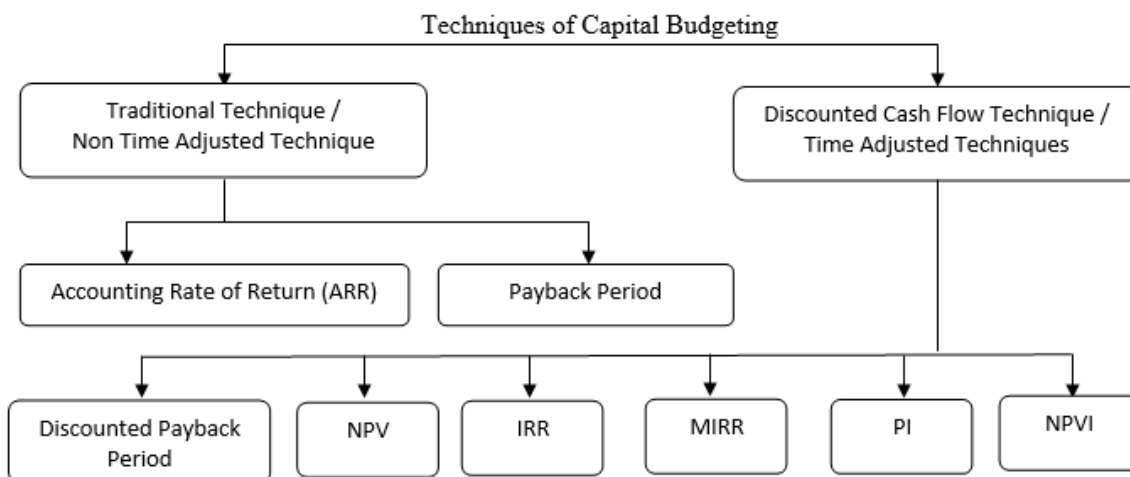 Techniques of Capital Budgeting
Traditional Technique /
Non Time Adjusted Technique
Discounted Cash Flow Technique /
Time Adjusted Techniques
Accounting Rate of Return (ARR)
Payback Period
Discounted Payback
Period
NPV
IRR
MIRR
PI
NPVI